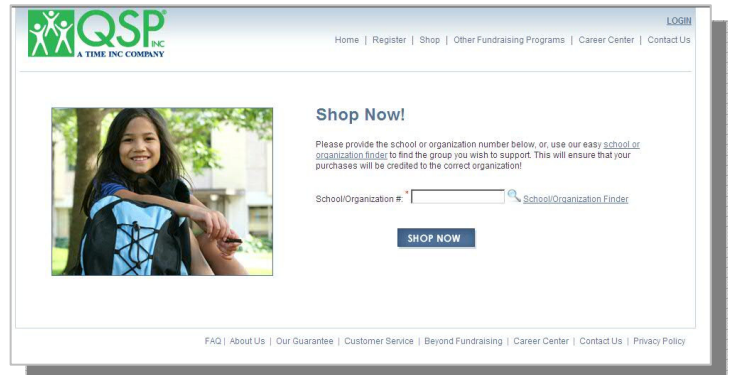 LOGIN
QSP INC
A TIME INC COMPANY
Home | Register | Shop | Other Fundraising Programs | Career Center | Contact Us
Shop Now!
Please provide the school or organization number below, or, use our easy school or
organization finder to find the group you wish to support. This will ensure that your
purchases will be credited to the correct organization!
School/Organization #: * School/Organization Finder
SHOP NOW
FAQ | About Us | Our Guarantee | Customer Service | Beyond Fundraising | Career Center | Contact Us | Privacy Policy